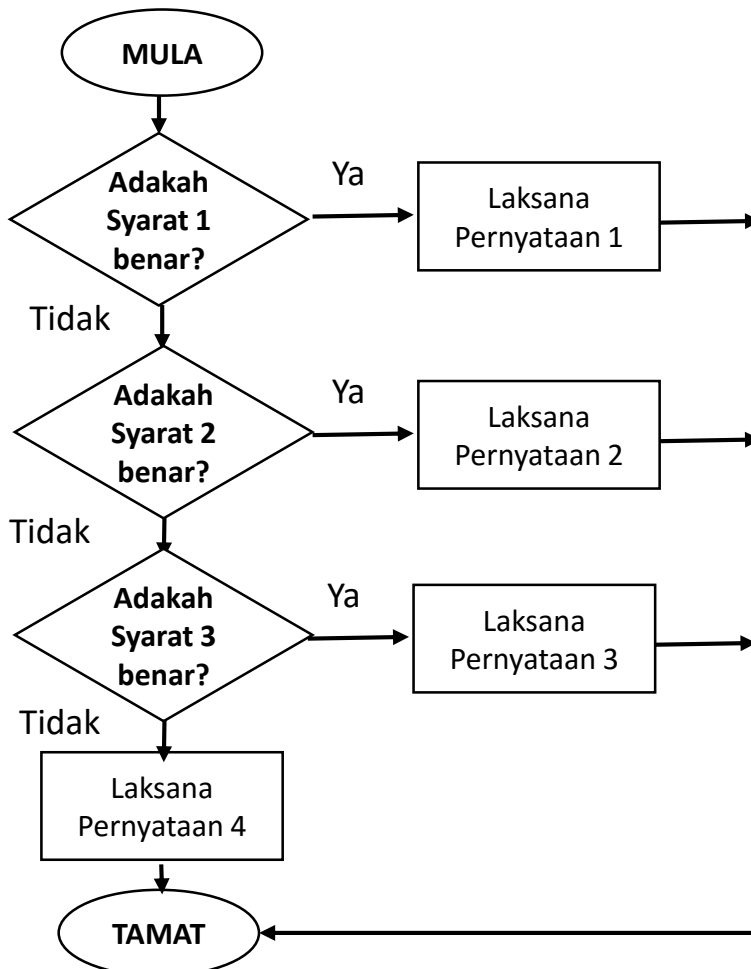 MULA
Adakah
Syarat 1
benar?
Ya
Laksana
Pernyataan 1
Tidak
Adakah
Syarat 2
benar?
Ya
Laksana
Pernyataan 2
Tidak
Adakah
Syarat 3
benar?
Ya
Laksana
Pernyataan 3
Tidak
Laksana
Pernyataan 4
TAMAT